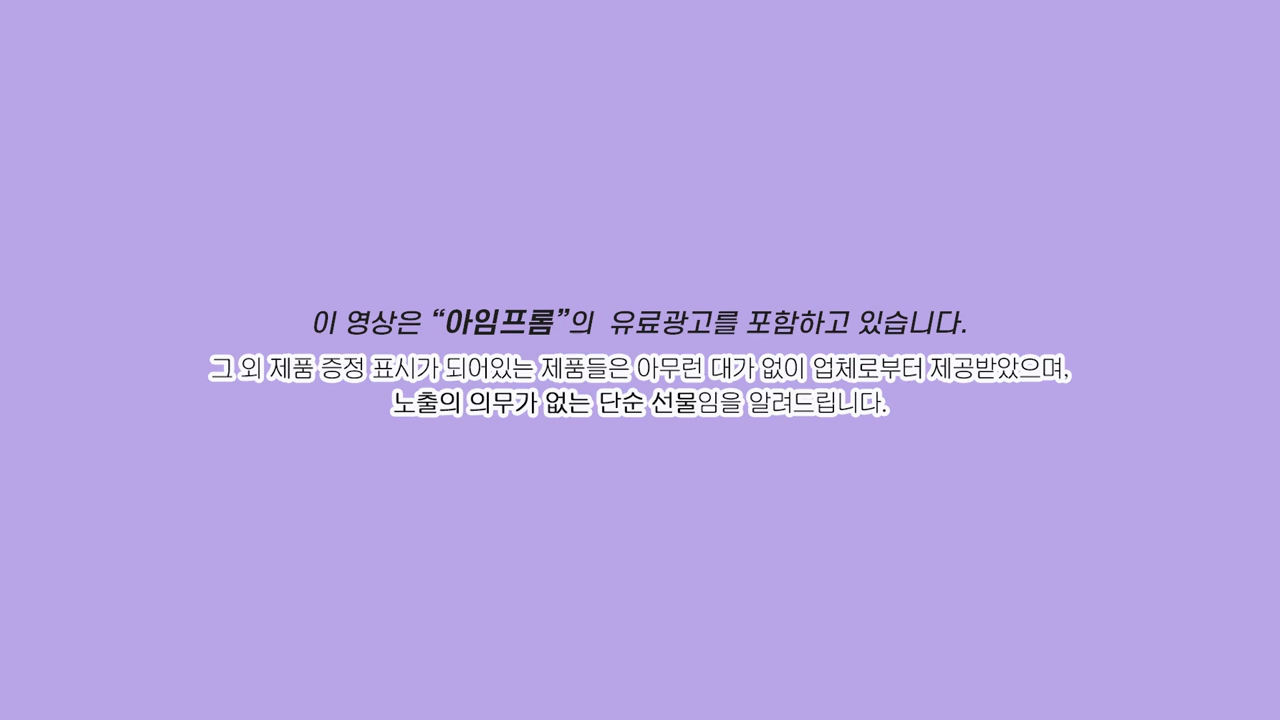 이 영상은 “아임프롬”의 유료광고를 포함하고 있습니다.
그 외 제품 증정 표시가 되어있는 제품들은 아무런 대가 없이 업체로부터 제공받았으며,
노출의 의무가 없는 단순 선물임을 알려드립니다.